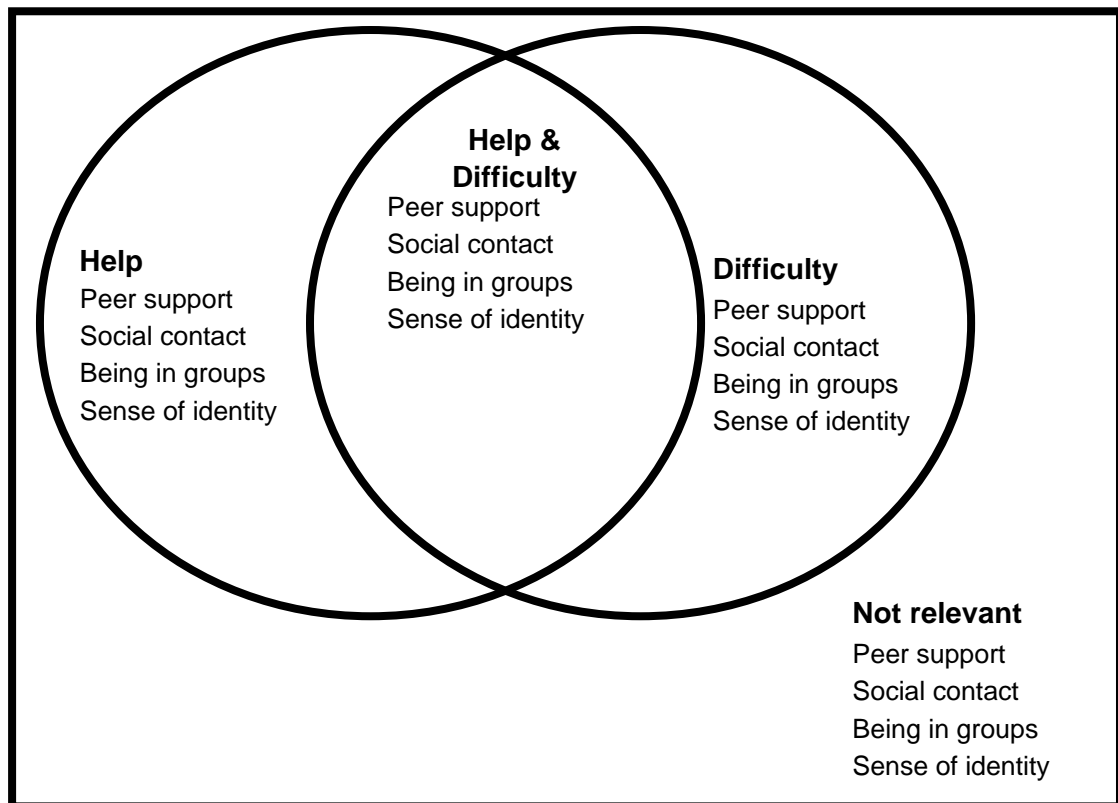 Help &
Difficulty
Peer support
Social contact
Being in groups
Sense of identity
Help
Peer support
Social contact
Being in groups
Sense of identity
Difficulty
Peer support
Social contact
Being in groups
Sense of identity
Not relevant
Peer support
Social contact
Being in groups
Sense of identity